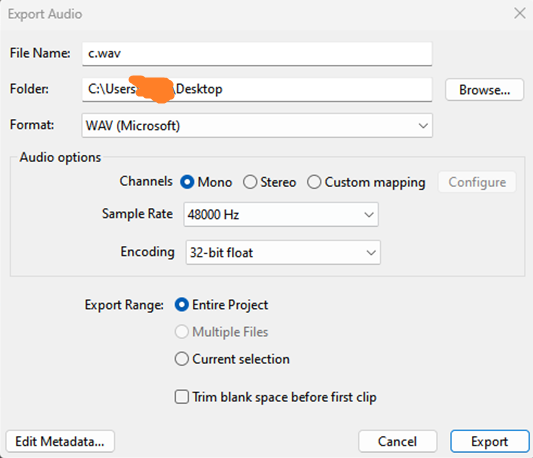 Export Audio
File Name: c.wav
Folder: C:\Users \Desktop Browse...
Format: WAV (Microsoft)
Audio options
Channels Mono Stereo Custom mapping Configure
Sample Rate 48000 Hz
Encoding 32-bit float
Export Range: Entire Project
Multiple Files
Current selection
Trim blank space before first clip
Edit Metadata... Cancel Export